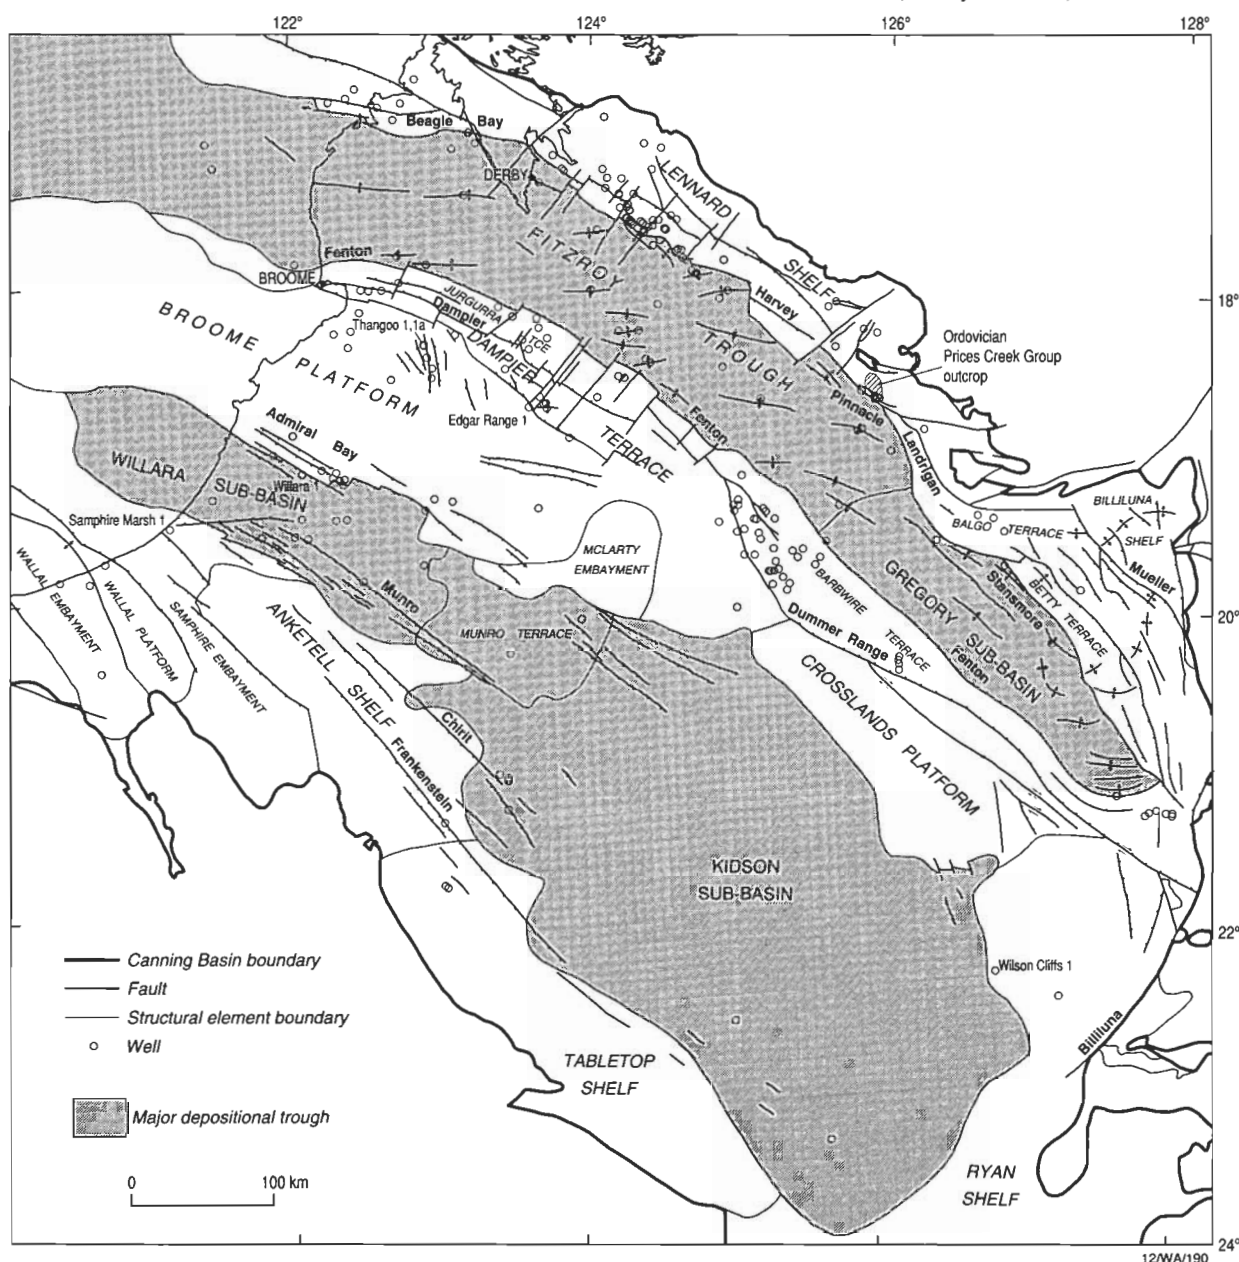 122° 124° 126° 128°
Beagle Bay
DERBY
LENNARD
SHELF
FITZROY
TROUGH
Fenton
BROOME
Harvey
18°
JURGURRA
TCE
Dampier
DAMPIER
TERRACE
BROOME
PLATFORM
Thangoo 1,1a
Edgar Range 1
Ordovician
Prices Creek Group
outcrop
Pinnacle
Fenton
Landrigan
Admiral Bay
WILLARA
SUB-BASIN
Willara 1
Samphire Marsh 1
BILLILUNA
SHELF
BALGO TERRACE
MCLARTY
EMBAYMENT
WALLAL
EMBAYMENT
WALLAL PLATFORM
SAMPHIRE EMBAYMENT
ANKETELL
SHELF
Munro
MUNRO TERRACE
BARBWIRE
TERRACE
Dummer Range
GREGORY
SUB-BASIN
Stansmore
BETTY TERRACE
Mueller
Fenton
20°
CROSSLANDS PLATFORM
Chirit
Frankenstein
KIDSON
SUB-BASIN
22°
Wilson Cliffs 1
Billiluna
Canning Basin boundary
Fault
Structural element boundary
Well
Major depositional trough
0 100 km
TABLETOP
SHELF
RYAN
SHELF
24°
12/WA/190